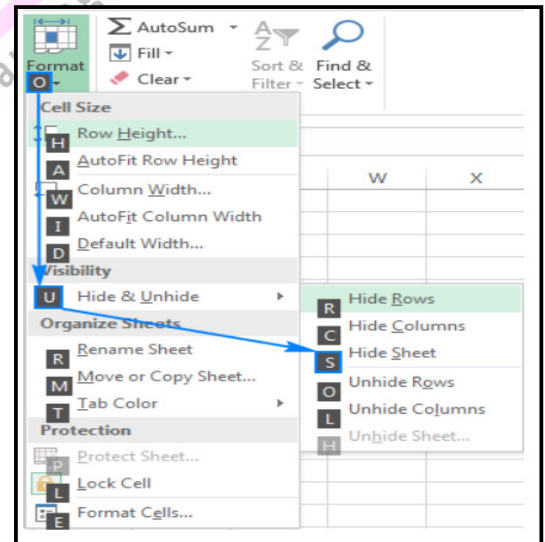 AutoSum
Fill
Clear
Format
O
Sort &
Filter
Find &
Select
Cell Size
H Row Height...
A AutoFit Row Height
W Column Width...
I AutoFit Column Width
D Default Width...
Visibility
U Hide & Unhide
Organize Sheets
R Rename Sheet
M Move or Copy Sheet...
T Tab Color
Protection
P Protect Sheet...
L Lock Cell
E Format Cells...
W X
R Hide Rows
C Hide Columns
S Hide Sheet
O Unhide Rows
L Unhide Columns
H Unhide Sheet...